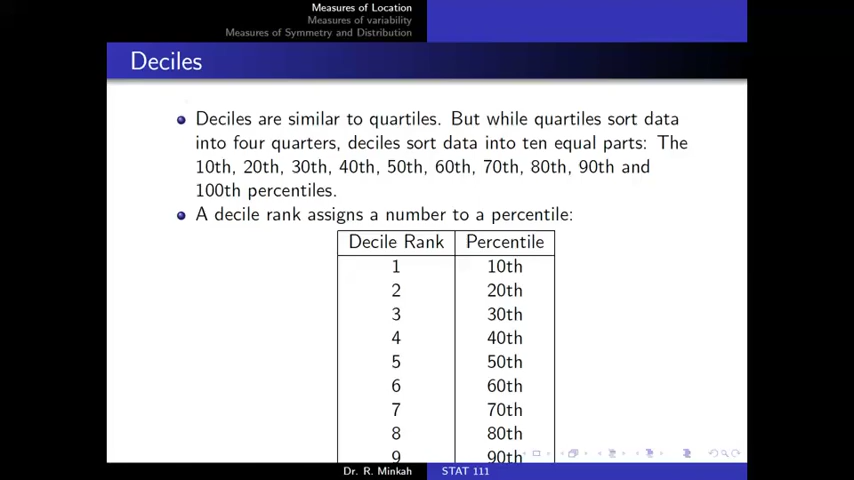 Measures of Location
Measures of variability
Measures of Symmetry and Distribution
Deciles
Deciles are similar to quartiles. But while quartiles sort data
into four quarters, deciles sort data into ten equal parts: The
10th, 20th, 30th, 40th, 50th, 60th, 70th, 80th, 90th and
100th percentiles.
A decile rank assigns a number to a percentile:
Decile Rank Percentile
1 10th
2 20th
3 30th
4 40th
5 50th
6 60th
7 70th
8 80th
9 90th
Dr. R. Minkah STAT 111